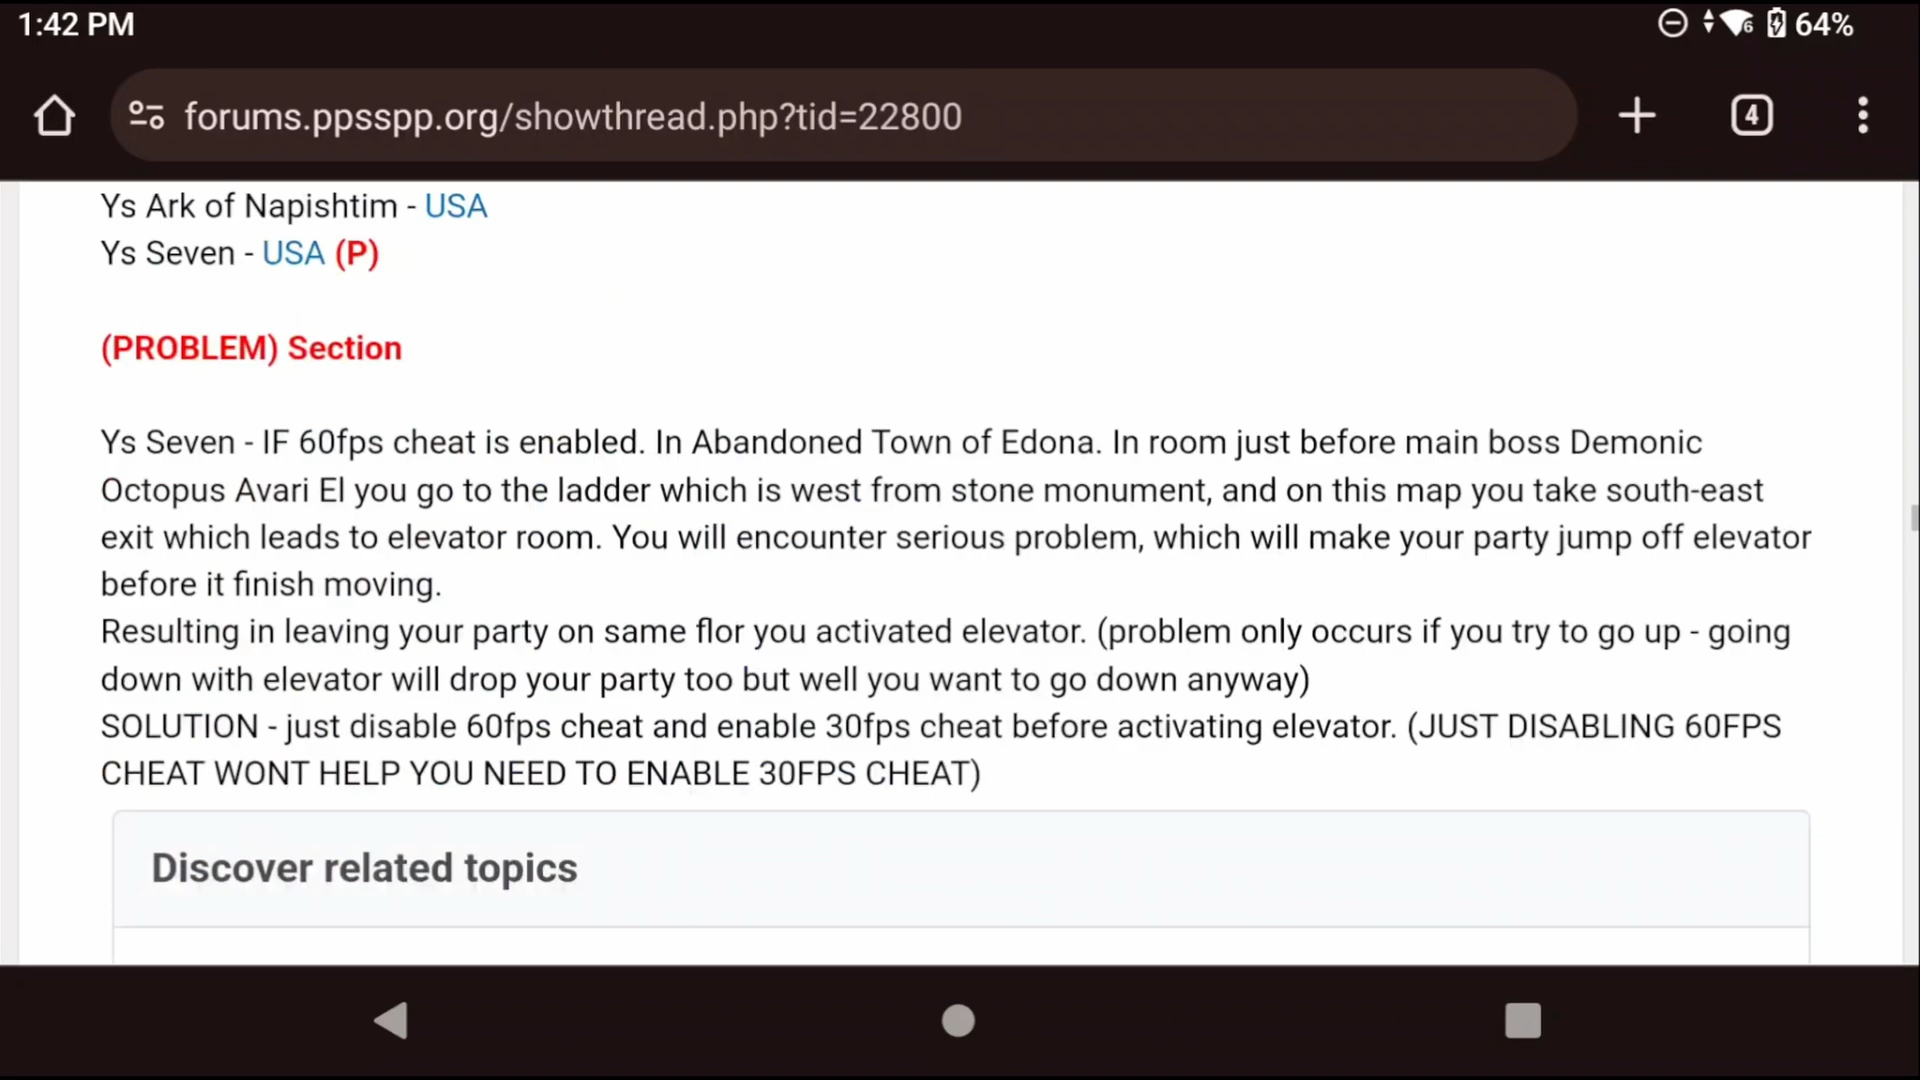 1:42 PM
6 64%
forums.ppsspp.org/showthread.php?tid=22800
4
Ys Ark of Napishtim - USA
Ys Seven - USA (P)
(PROBLEM) Section
Ys Seven - IF 60fps cheat is enabled. In Abandoned Town of Edona. In room just before main boss Demonic
Octopus Avari El you go to the ladder which is west from stone monument, and on this map you take south-east
exit which leads to elevator room. You will encounter serious problem, which will make your party jump off elevator
before it finish moving.
Resulting in leaving your party on same flor you activated elevator. (problem only occurs if you try to go up - going
down with elevator will drop your party too but well you want to go down anyway)
SOLUTION - just disable 60fps cheat and enable 30fps cheat before activating elevator. (JUST DISABLING 60FPS
CHEAT WONT HELP YOU NEED TO ENABLE 30FPS CHEAT)
Discover related topics